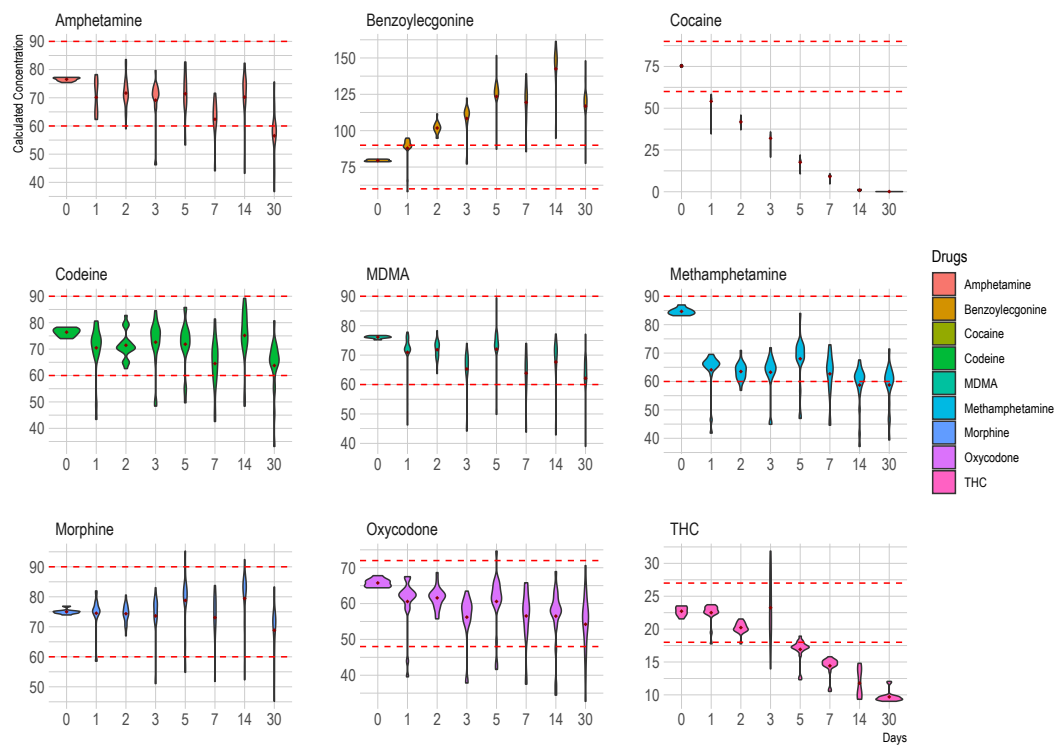 Amphetamine
Benzoylecgonine
Cocaine
Calculated Concentration
90
80
70
60
50
40
0 1 2 3 5 7 14 30
150
125
100
75
0 1 2 3 5 7 14 30
75
50
25
0
0 1 2 3 5 7 14 30
Codeine
MDMA
Methamphetamine
90
80
70
60
50
40
0 1 2 3 5 7 14 30
90
80
70
60
50
40
0 1 2 3 5 7 14 30
90
80
70
60
50
40
0 1 2 3 5 7 14 30
Morphine
Oxycodone
THC
90
80
70
60
50
0 1 2 3 5 7 14 30
70
60
50
40
0 1 2 3 5 7 14 30
30
25
20
15
10
0 1 2 3 5 7 14 30
Days
Drugs
Amphetamine
Benzoylecgonine
Cocaine
Codeine
MDMA
Methamphetamine
Morphine
Oxycodone
THC